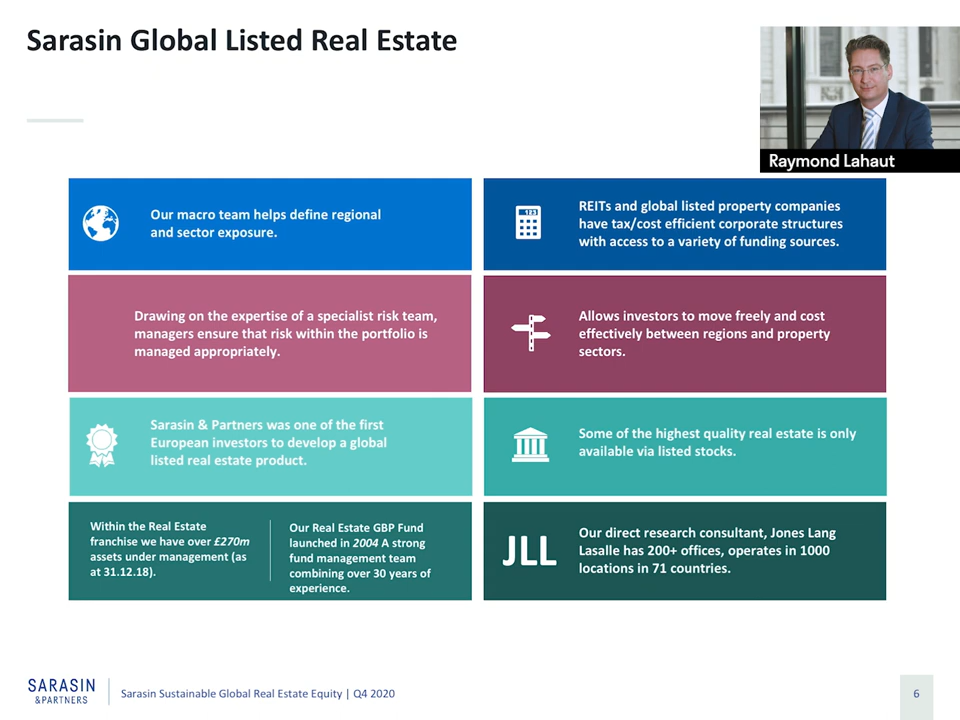 Sarasin Global Listed Real Estate
Raymond Lahaut
Our macro team helps define regional
and sector exposure.
123
REITs and global listed property companies
have tax/cost efficient corporate structures
with access to a variety of funding sources.
Drawing on the expertise of a specialist risk team,
managers ensure that risk within the portfolio is
managed appropriately.
Allows investors to move freely and cost
effectively between regions and property
sectors.
Sarasin & Partners was one of the first
European investors to develop a global
listed real estate product.
Some of the highest quality real estate is only
available via listed stocks.
Within the Real Estate
franchise we have over £270m
assets under management (as
at 31.12.18).
Our Real Estate GBP Fund
launched in 2004 A strong
fund management team
combining over 30 years of
experience.
JLL
Our direct research consultant, Jones Lang
Lasalle has 200+ offices, operates in 1000
locations in 71 countries.
SARASIN
&PARTNERS
Sarasin Sustainable Global Real Estate Equity | Q4 2020
6